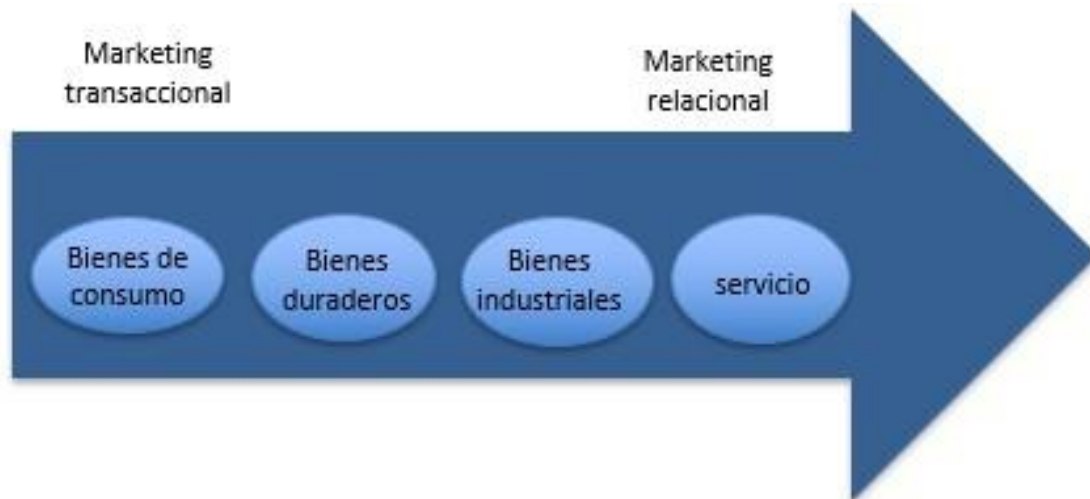 Marketing
transaccional
Marketing
relacional
Bienes de
consumo
Bienes
duraderos
Bienes
industriales
servicio